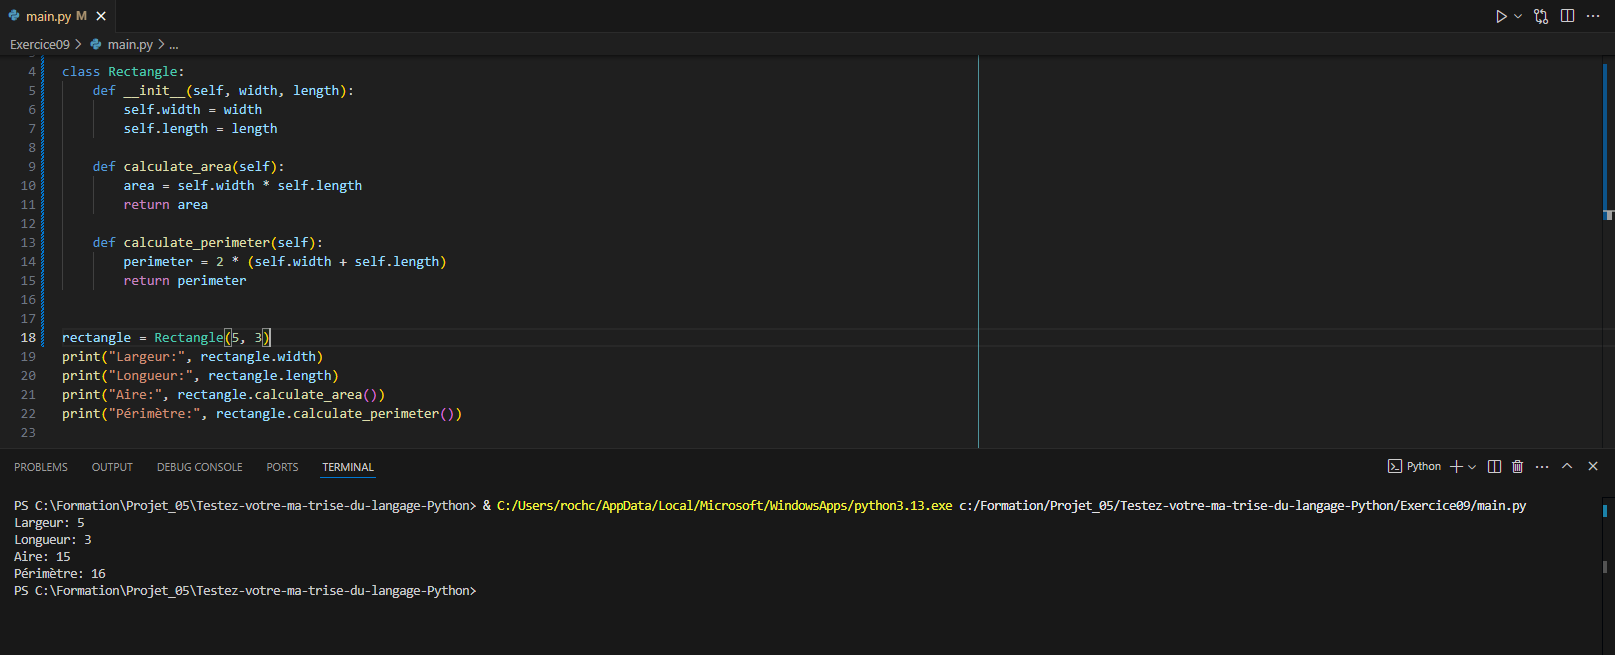 main.py M
Exercice09 > main.py > ...
4 class Rectangle:
5     def __init__(self, width, length):
6         self.width = width
7         self.length = length
8
9     def calculate_area(self):
10         area = self.width * self.length
11         return area
12
13     def calculate_perimeter(self):
14         perimeter = 2 * (self.width + self.length)
15         return perimeter
16
17
18 rectangle = Rectangle(5, 3)
19 print("Largeur:", rectangle.width)
20 print("Longueur:", rectangle.length)
21 print("Aire:", rectangle.calculate_area())
22 print("Périmètre:", rectangle.calculate_perimeter())
23
PROBLEMS OUTPUT DEBUG CONSOLE PORTS TERMINAL Python
PS C:\Formation\Projet_05\Testez-votre-ma-trise-du-langage-Python> & C:/Users/rochc/AppData/Local/Microsoft/WindowsApps/python3.13.exe c:/Formation/Projet_05/Testez-votre-ma-trise-du-langage-Python/Exercice09/main.py
Largeur: 5
Longueur: 3
Aire: 15
Périmètre: 16
PS C:\Formation\Projet_05\Testez-votre-ma-trise-du-langage-Python>